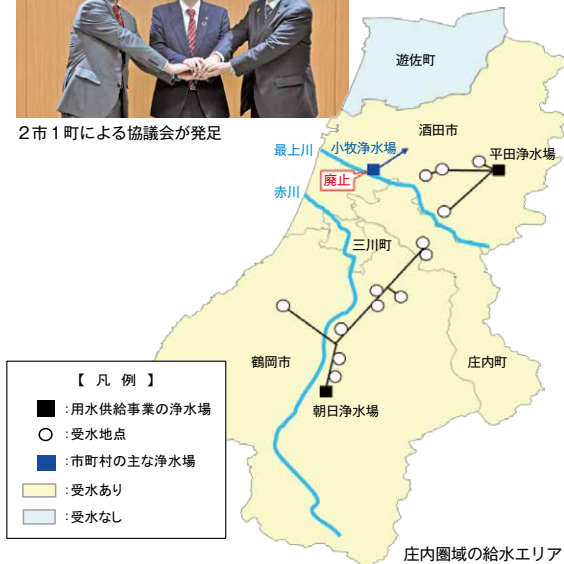 2市1町による協議会が発足
遊佐町
酒田市
最上川
小牧浄水場
平田浄水場
廃止
赤川
三川町
鶴岡市
庄内町
朝日浄水場
【 凡 例 】
:用水供給事業の浄水場
:受水地点
:市町村の主な浄水場
:受水あり
:受水なし
庄内圏域の給水エリア